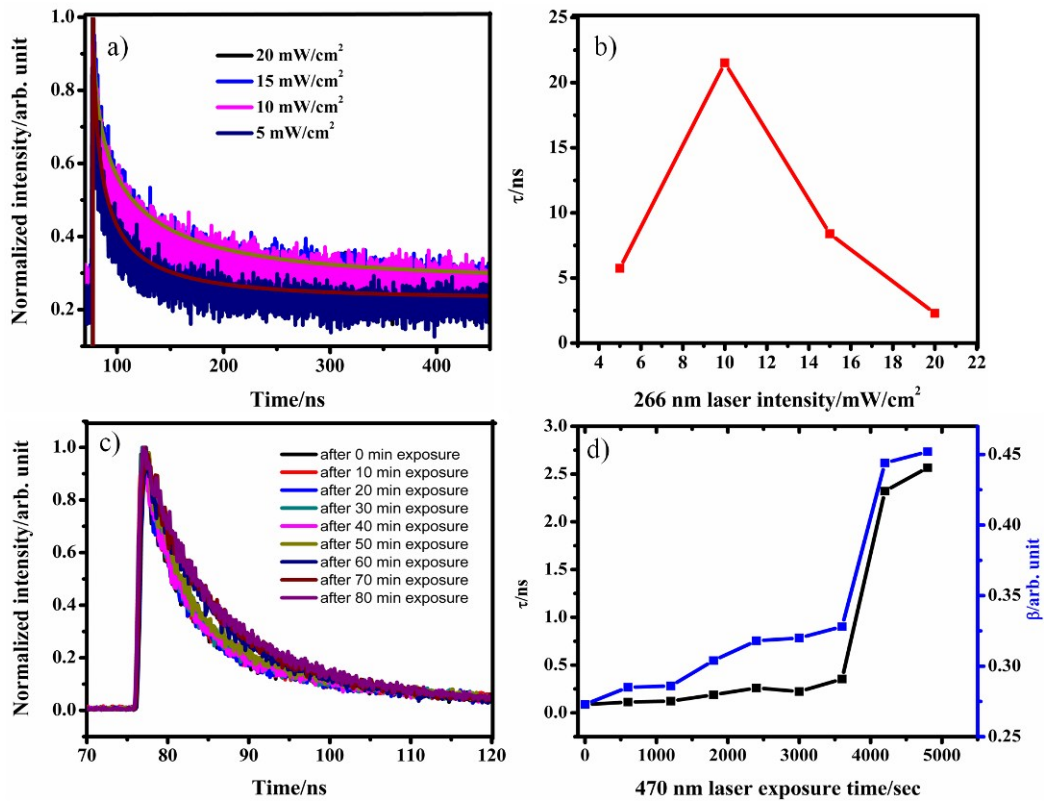 a)
20 mW/cm²
15 mW/cm²
10 mW/cm²
5 mW/cm²
Normalized intensity/arb. unit
1.0
0.8
0.6
0.4
0.2
100
200
300
400
Time/ns
b)
τ/ns
25
20
15
10
5
0
4
6
8
10
12
14
16
18
20
22
266 nm laser intensity/mW/cm²
c)
after 0 min exposure
after 10 min exposure
after 20 min exposure
after 30 min exposure
after 40 min exposure
after 50 min exposure
after 60 min exposure
after 70 min exposure
after 80 min exposure
Normalized intensity/arb. unit
1.0
0.8
0.6
0.4
0.2
0.0
70
80
90
100
110
120
Time/ns
d)
τ/ns
3.0
2.5
2.0
1.5
1.0
0.5
0.0
0
1000
2000
3000
4000
5000
470 nm laser exposure time/sec
0.45
0.40
0.35
0.30
0.25
β/arb. unit